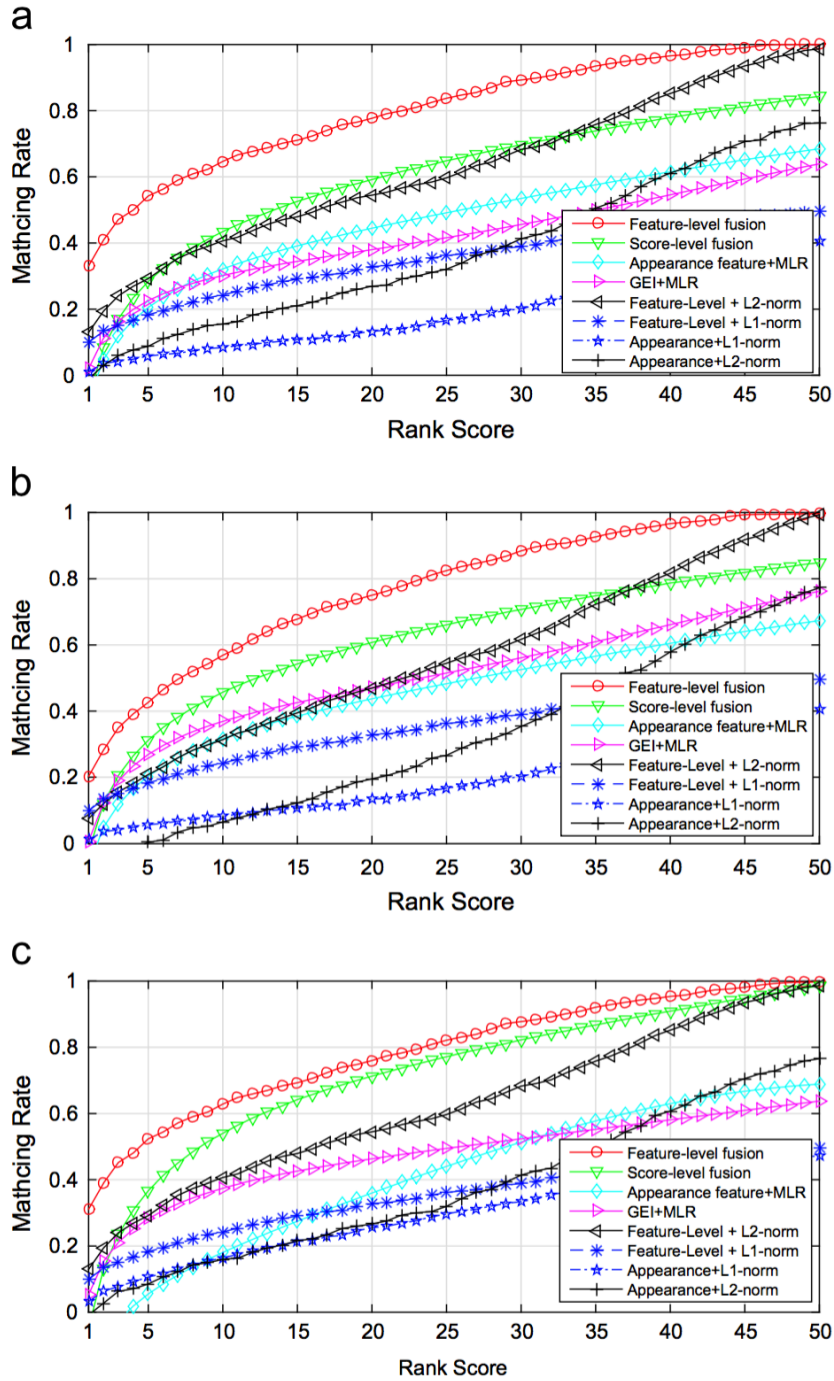 a
1
0.8
0.6
0.4
0.2
0
Mathcing Rate
Feature-level fusion
Score-level fusion
Appearance feature+MLR
GEI+MLR
Feature-Level + L2-norm
Feature-Level + L1-norm
Appearance+L1-norm
Appearance+L2-norm
1 5 10 15 20 25 30 35 40 45 50
Rank Score
b
1
0.8
0.6
0.4
0.2
0
Mathcing Rate
Feature-level fusion
Score-level fusion
Appearance feature+MLR
GEI+MLR
Feature-Level + L2-norm
Feature-Level + L1-norm
Appearance+L1-norm
Appearance+L2-norm
1 5 10 15 20 25 30 35 40 45 50
Rank Score
c
1
0.8
0.6
0.4
0.2
0
Mathcing Rate
Feature-level fusion
Score-level fusion
Appearance feature+MLR
GEI+MLR
Feature-Level + L2-norm
Feature-Level + L1-norm
Appearance+L1-norm
Appearance+L2-norm
1 5 10 15 20 25 30 35 40 45 50
Rank Score